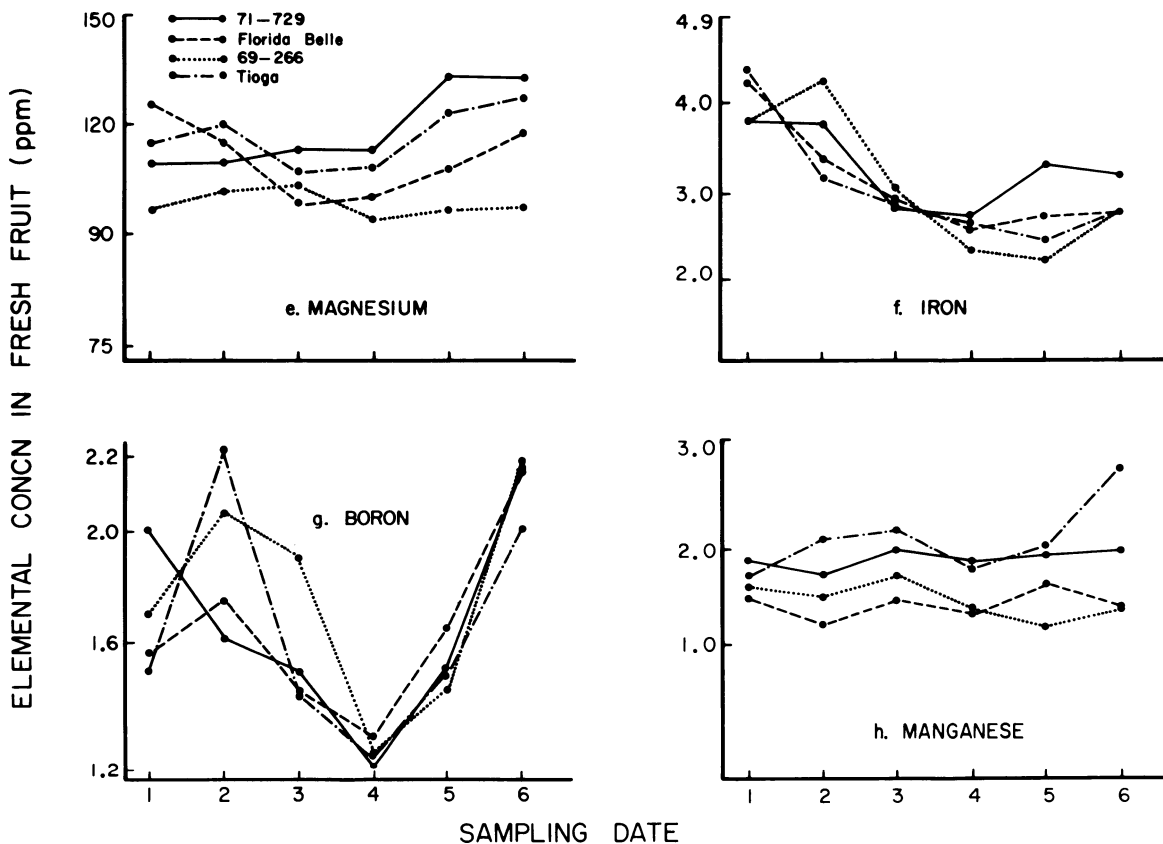 ELEMENTAL CONCN IN FRESH FRUIT (ppm)
150
120
90
75
71-729
Florida Belle
69-266
Tioga
e. MAGNESIUM
4.9
4.0
3.0
2.0
f. IRON
2.2
2.0
1.6
1.2
g. BORON
1 2 3 4 5 6
3.0
2.0
1.0
h. MANGANESE
1 2 3 4 5 6
SAMPLING DATE